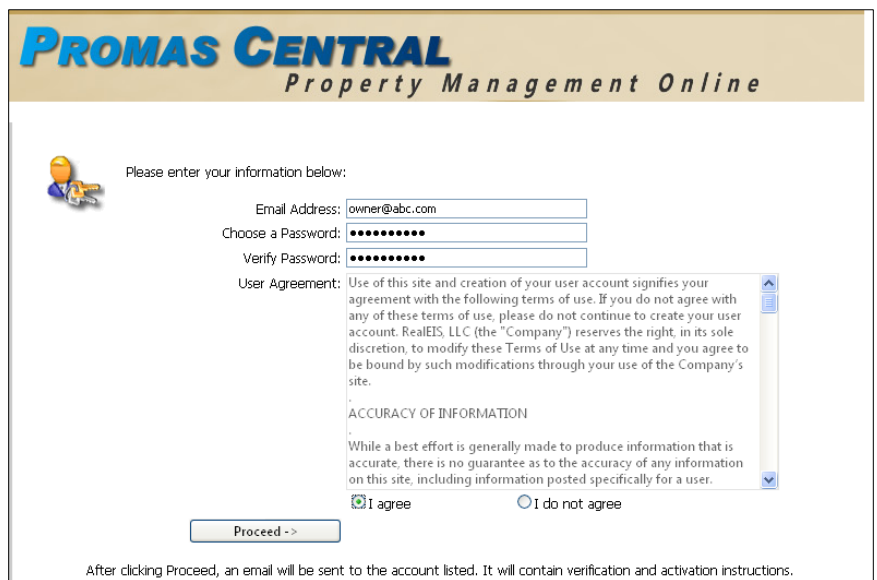 PROMAS CENTRAL
Property Management Online
Please enter your information below:
Email Address: owner@abc.com
Choose a Password: ●●●●●●●●●●
Verify Password: ●●●●●●●●●●
User Agreement: Use of this site and creation of your user account signifies your
agreement with the following terms of use. If you do not agree with
any of these terms of use, please do not continue to create your user
account. RealEIS, LLC (the "Company") reserves the right, in its sole
discretion, to modify these Terms of Use at any time and you agree to
be bound by such modifications through your use of the Company's
site.
.
ACCURACY OF INFORMATION
.
While a best effort is generally made to produce information that is
accurate, there is no guarantee as to the accuracy of any information
on this site, including information posted specifically for a user.
I agree I do not agree
Proceed ->
After clicking Proceed, an email will be sent to the account listed. It will contain verification and activation instructions.